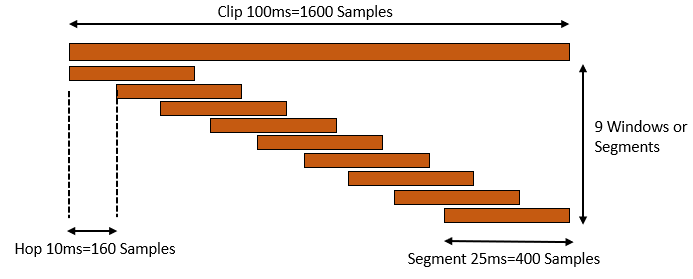 Clip 100ms=1600 Samples
9 Windows or
Segments
Hop 10ms=160 Samples
Segment 25ms=400 Samples